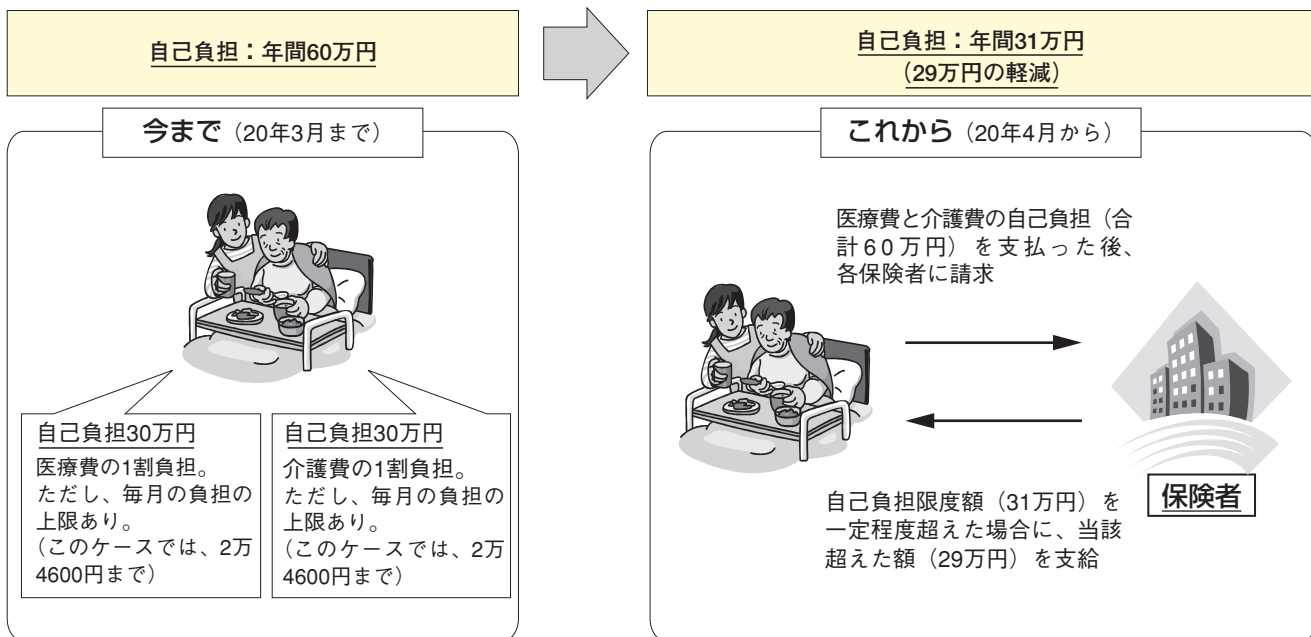 自己負担：年間60万円
自己負担：年間31万円
（29万円の軽減）
今まで（20年3月まで）
自己負担30万円
医療費の1割負担。
ただし、毎月の負担の
上限あり。
（このケースでは、2万
4600円まで）
自己負担30万円
介護費の1割負担。
ただし、毎月の負担の
上限あり。
（このケースでは、2万
4600円まで）
これから（20年4月から）
医療費と介護費の自己負担（合
計60万円）を支払った後、
各保険者に請求
保険者
自己負担限度額（31万円）を
一定程度超えた場合に、当該
超えた額（29万円）を支給